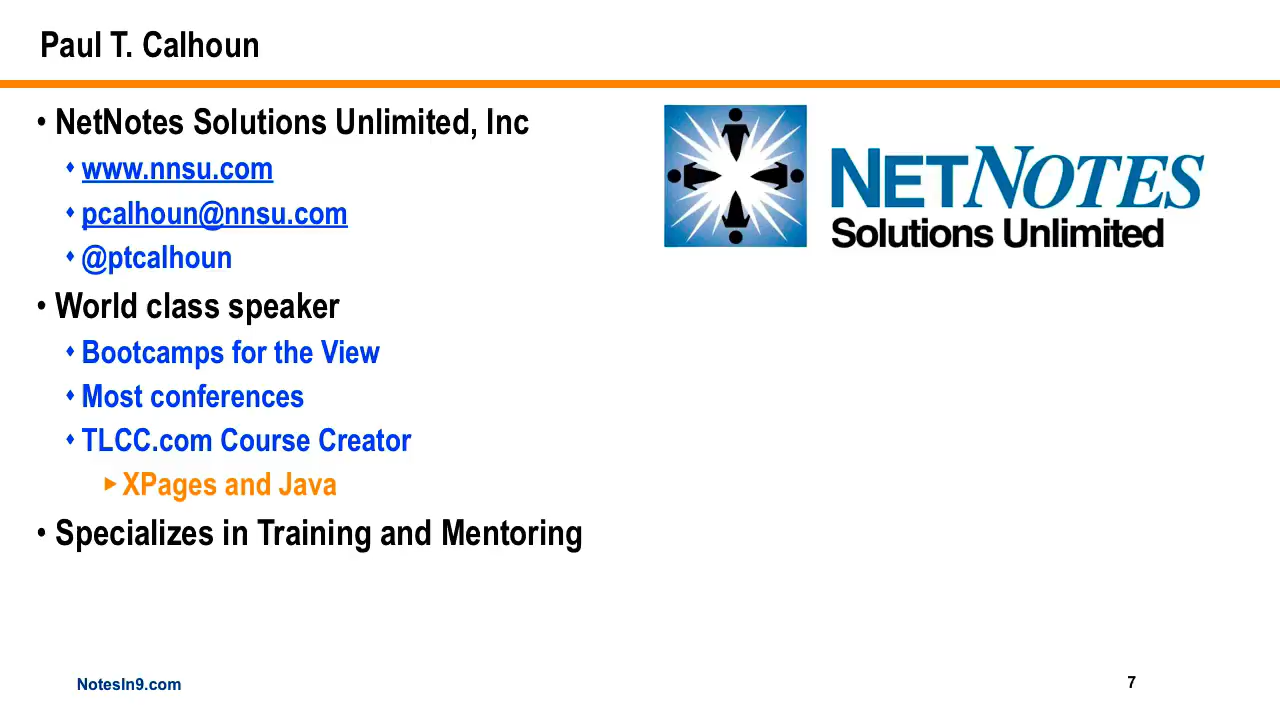 Paul T. Calhoun
• NetNotes Solutions Unlimited, Inc
www.nnsu.com
pcalhoun@nnsu.com
@ptcalhoun
• World class speaker
Bootcamps for the View
Most conferences
TLCC.com Course Creator
XPages and Java
• Specializes in Training and Mentoring
NETNOTES
Solutions Unlimited
NotesIn9.com
7